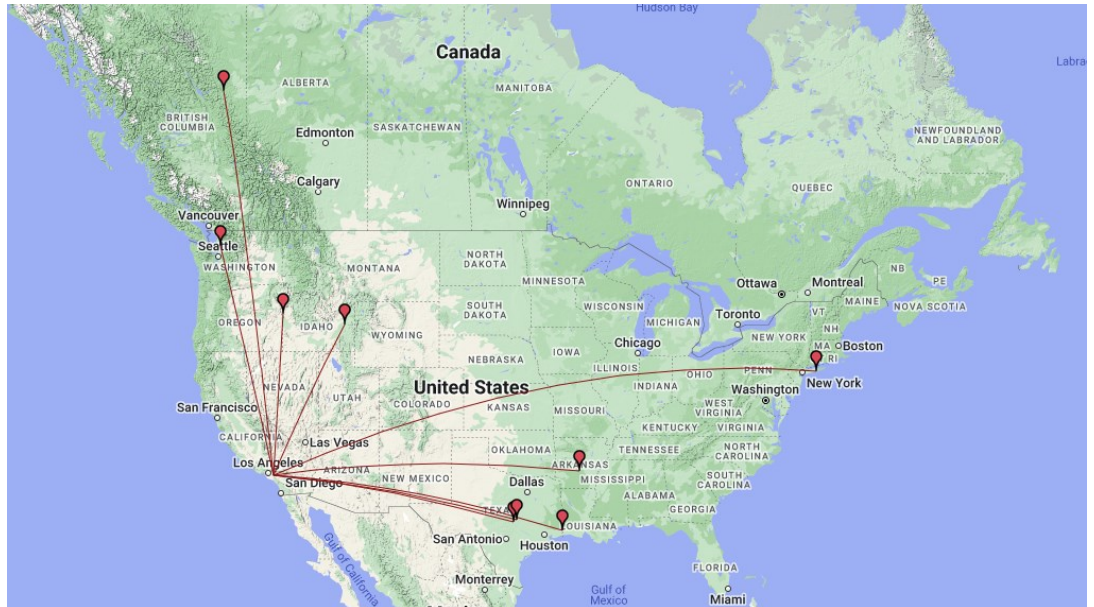 Hudson Bay
Canada
Labra
ALBERTA
MANITOBA
BRITISH
COLUMBIA
SASKATCHEWAN
Edmonton
NEWFOUNDLAND
AND LABRADOR
Calgary
ONTARIO
QUEBEC
Winnipeg
Vancouver
Seattle
WASHINGTON
MONTANA
NORTH
DAKOTA
MINNESOTA
Ottawa
Montreal
NB
PE
NOVA SCOTIA
MAINE
OREGON
IDAHO
WYOMING
SOUTH
DAKOTA
WISCONSIN
MICHIGAN
Toronto
VT
NH
NEW YORK
MA
RI
Boston
NEBRASKA
IOWA
Chicago
ILLINOIS
INDIANA
OHIO
PENN
New York
NEVADA
UTAH
COLORADO
United States
KANSAS
MISSOURI
Washington
WEST
VIRGINIA
KENTUCKY
VIRGINIA
San Francisco
CALIFORNIA
Las Vegas
Los Angeles
ARIZONA
NEW MEXICO
OKLAHOMA
ARKANSAS
TENNESSEE
NORTH
CAROLINA
San Diego
Dallas
MISSISSIPPI
SOUTH
CAROLINA
ALABAMA
GEORGIA
TEXA
OUISIANA
San Antonio
Houston
Gulf of
California
Monterrey
Gulf of
Mexico
FLORIDA
Miami